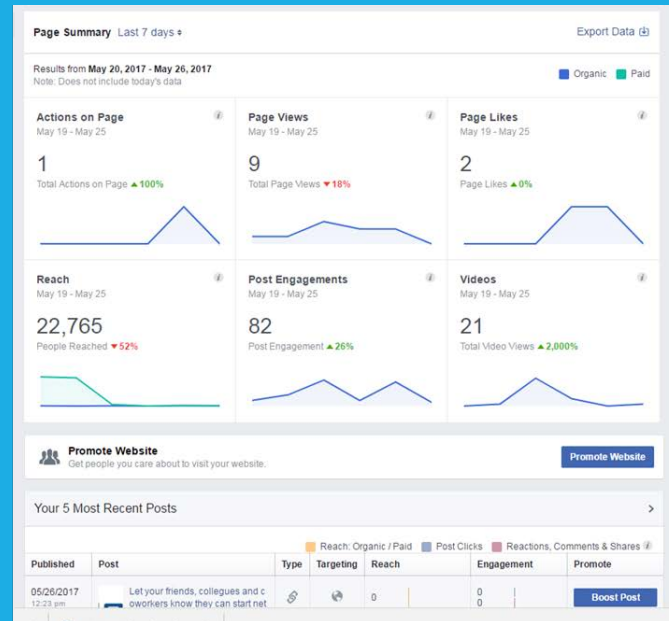 Page Summary Last 7 days
Export Data
Results from May 20, 2017 - May 26, 2017
Note: Does not include today's data
Organic Paid
Actions on Page
May 19 - May 25
1
Total Actions on Page ▲100%
Page Views
May 19 - May 25
9
Total Page Views ▼18%
Page Likes
May 19 - May 25
2
Page Likes ▲0%
Reach
May 19 - May 25
22,765
People Reached ▼52%
Post Engagements
May 19 - May 25
82
Post Engagement ▲26%
Videos
May 19 - May 25
21
Total Video Views ▲2,000%
Promote Website
Get people you care about to visit your website.
Promote Website
Your 5 Most Recent Posts
Reach: Organic / Paid Post Clicks Reactions, Comments & Shares
Published Post Type Targeting Reach Engagement Promote
05/26/2017
12:23 pm
Let your friends, collegues and c
oworkers know they can start net
0
0
0
Boost Post